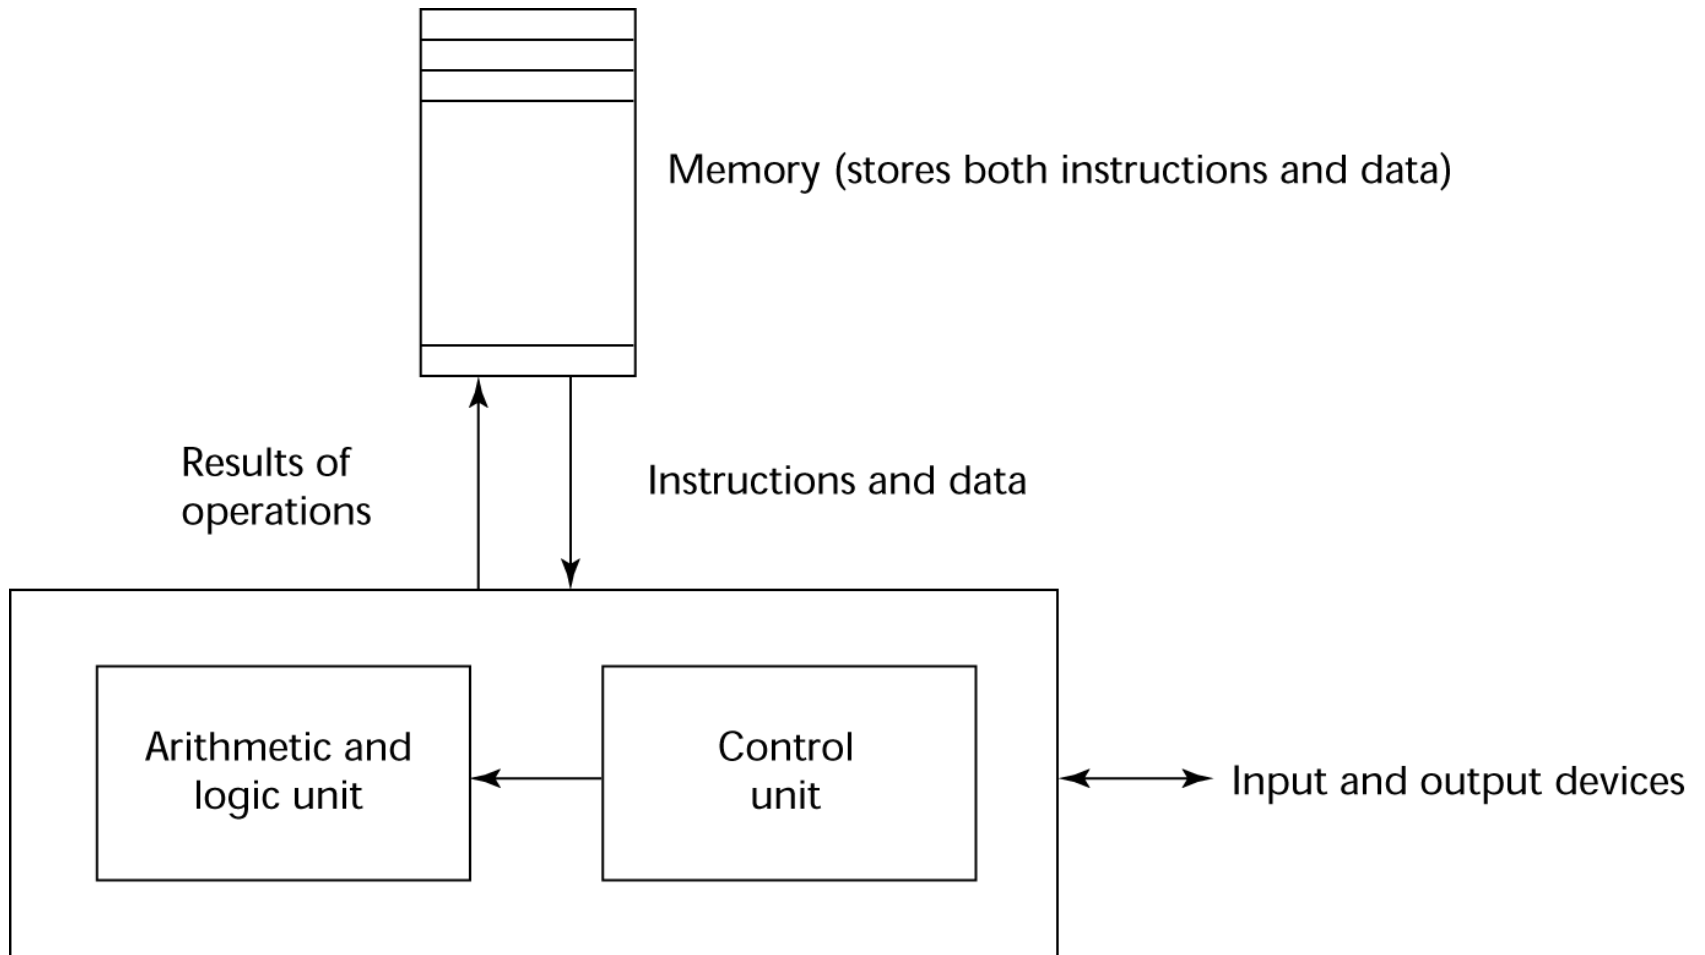 Memory (stores both instructions and data)
Results of
operations
Instructions and data
Arithmetic and
logic unit
Control
unit
Input and output devices